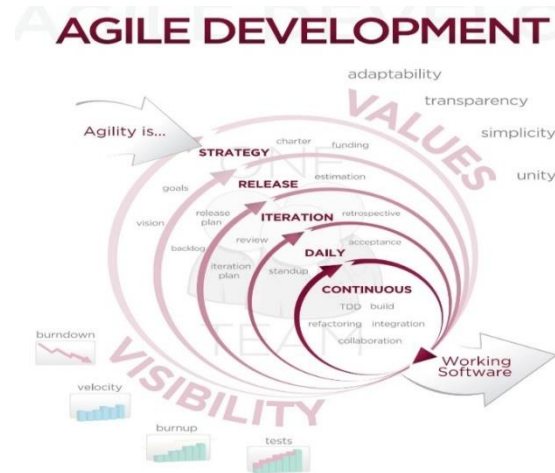 AGILE DEVELOPMENT
Agility is...
VALUES
adaptability
transparency
simplicity
unity
STRATEGY
charter
funding
goals
vision
RELEASE
estimation
release
plan
backlog
ITERATION
retrospective
review
iteration
plan
DAILY
acceptance
standup
CONTINUOUS
TDD build
refactoring integration
collaboration
ONE
TEAM
Working
Software
VISIBILITY
burndown
velocity
burnup
tests